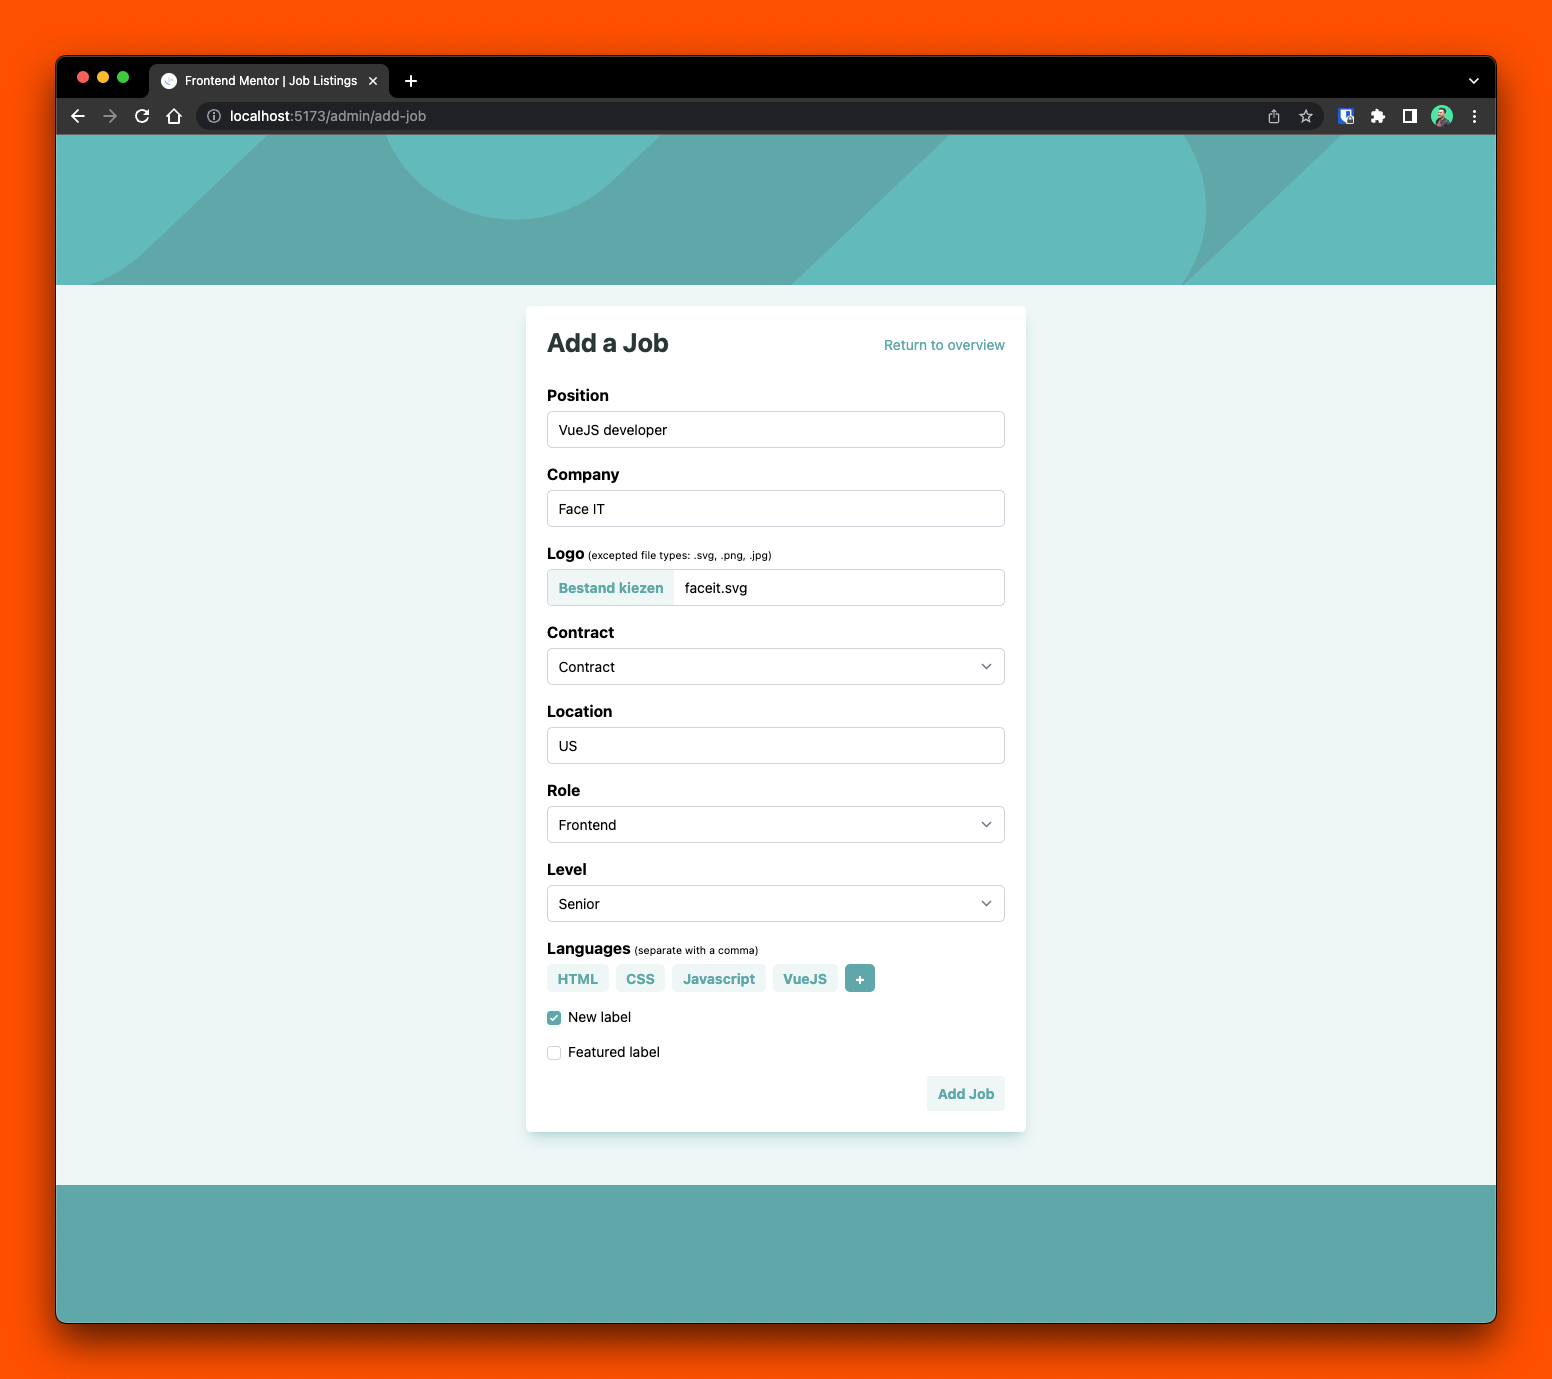 Frontend Mentor | Job Listings
localhost:5173/admin/add-job
Add a Job
Return to overview
Position
VueJS developer
Company
Face IT
Logo (excepted file types: .svg, .png, .jpg)
Bestand kiezen faceit.svg
Contract
Contract
Location
US
Role
Frontend
Level
Senior
Languages (separate with a comma)
HTML CSS Javascript VueJS +
New label
Featured label
Add Job